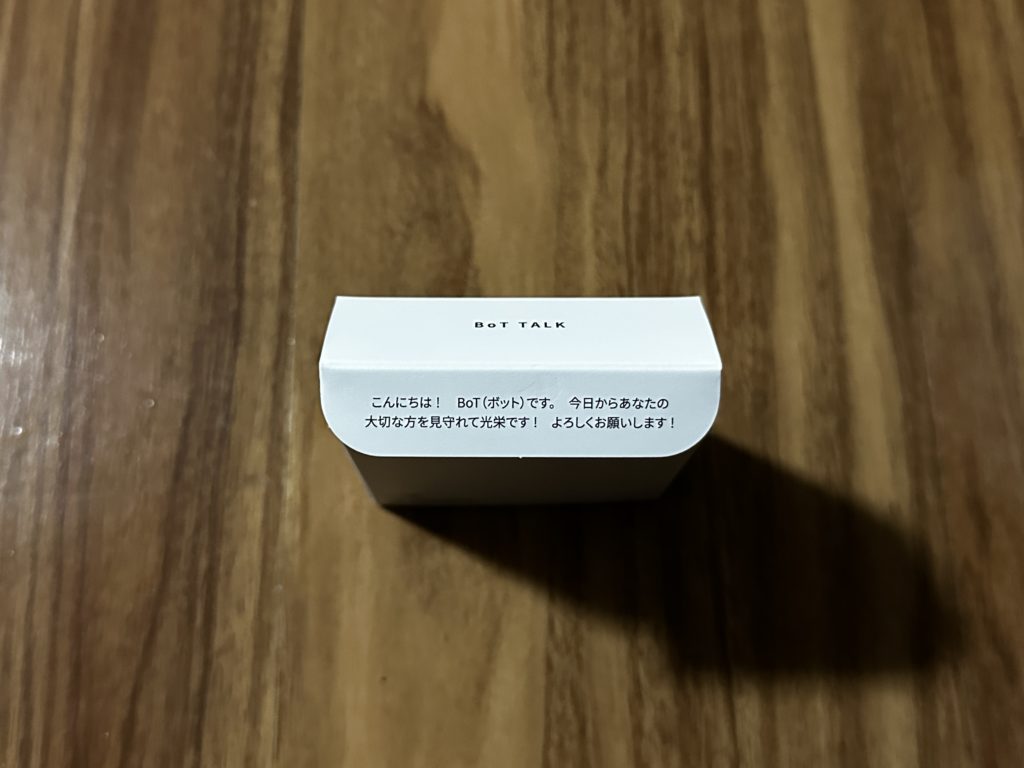 BoT TALK
こんにちは！　BoT（ボット）です。　今日からあなたの
大切な方を見守れて光栄です！　よろしくお願いします！